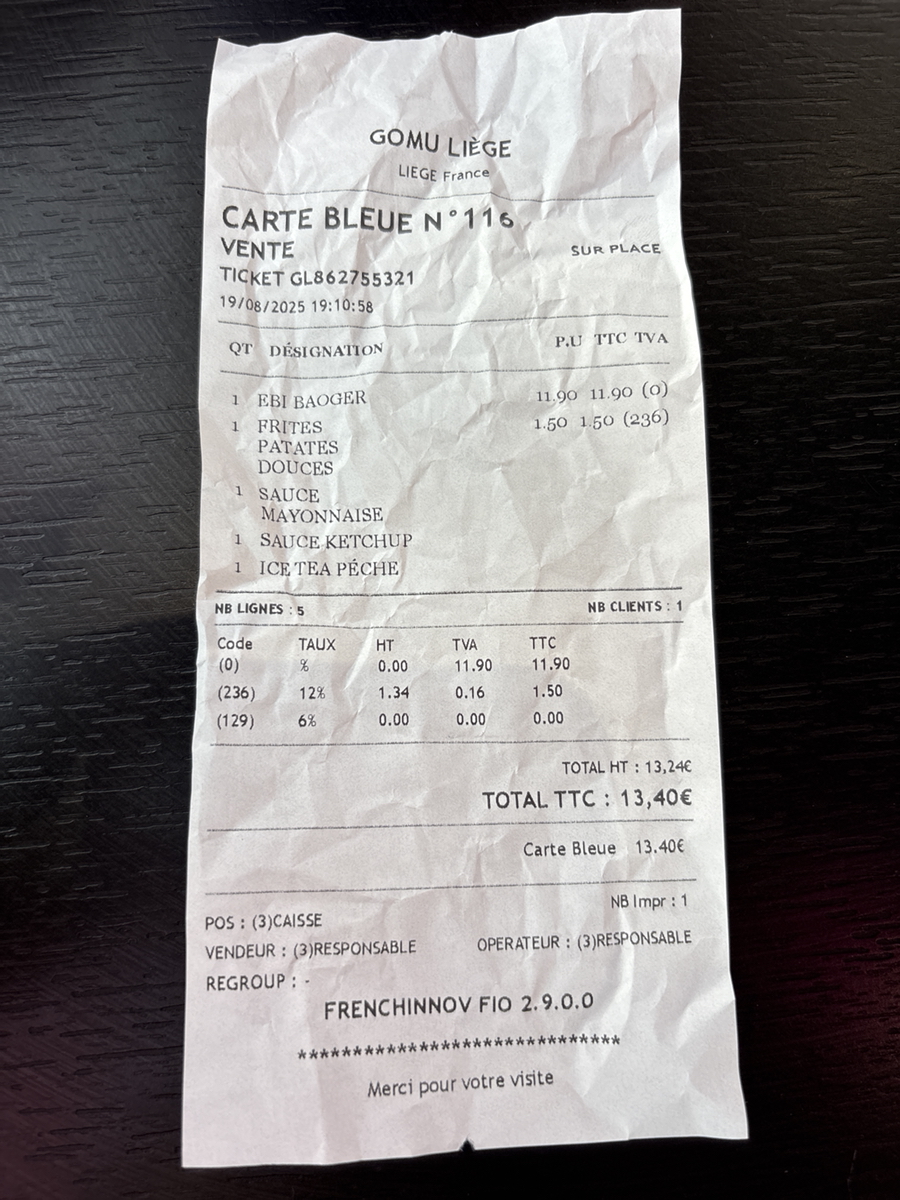 GOMU LIÈGE
LIEGE France
CARTE BLEUE N°116
VENTE SUR PLACE
TICKET GL862755321
19/08/2025 19:10:58
QT DÉSIGNATION P.U TTC TVA
1 EBI BAOGER 11.90 11.90 (0)
1 FRITES 1.50 1.50 (236)
PATATES
DOUCES
1 SAUCE
MAYONNAISE
1 SAUCE KETCHUP
1 ICE TEA PÉCHE
NB LIGNES : 5 NB CLIENTS : 1
Code TAUX HT TVA TTC
(0) % 0.00 11.90 11.90
(236) 12% 1.34 0.16 1.50
(129) 6% 0.00 0.00 0.00
TOTAL HT : 13,24€
TOTAL TTC : 13,40€
Carte Bleue 13.40€
NB Impr : 1
POS : (3)CAISSE
VENDEUR : (3)RESPONSABLE OPERATEUR : (3)RESPONSABLE
REGROUP : -
FRENCHINNOV FIO 2.9.0.0
******************************
Merci pour votre visite